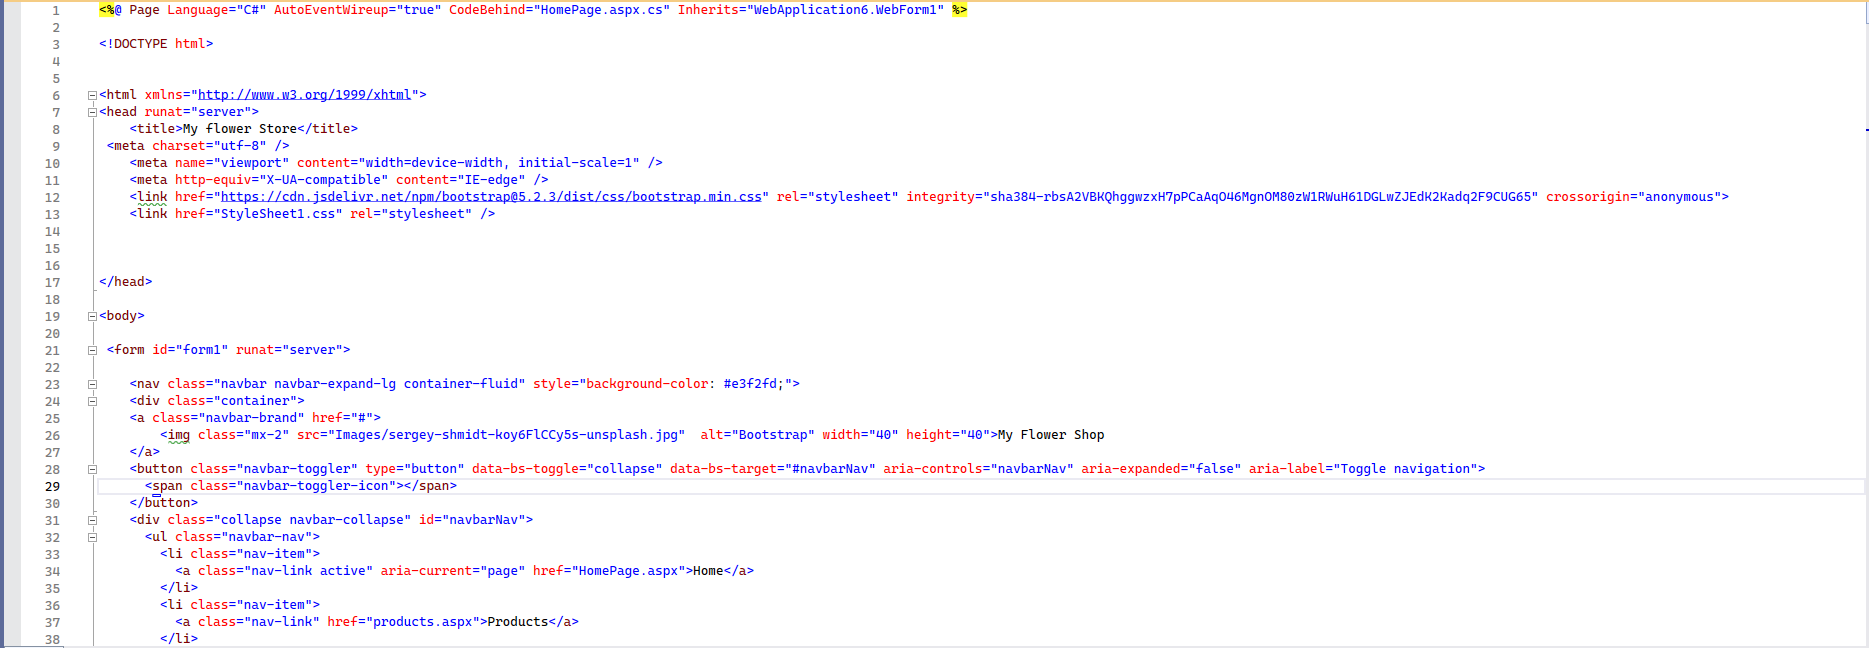 1 <%@ Page Language="C#" AutoEventWireup="true" CodeBehind="HomePage.aspx.cs" Inherits="WebApplication6.WebForm1" %>
2
3 <!DOCTYPE html>
4
5
6 <html xmlns="http://www.w3.org/1999/xhtml">
7 <head runat="server">
8 <title>My flower Store</title>
9 <meta charset="utf-8" />
10 <meta name="viewport" content="width=device-width, initial-scale=1" />
11 <meta http-equiv="X-UA-compatible" content="IE-edge" />
12 <link href="https://cdn.jsdelivr.net/npm/bootstrap@5.2.3/dist/css/bootstrap.min.css" rel="stylesheet" integrity="sha384-rbsA2VBKQhggwzxH7pPCaAqO46MgnOM80zW1RWuH61DGLwZJEdK2Kadq2F9CUG65" crossorigin="anonymous">
13 <link href="StyleSheet1.css" rel="stylesheet" />
14
15
16
17 </head>
18
19 <body>
20
21 <form id="form1" runat="server">
22
23 <nav class="navbar navbar-expand-lg container-fluid" style="background-color: #e3f2fd;">
24 <div class="container">
25 <a class="navbar-brand" href="#">
26 <img class="mx-2" src="Images/sergey-shmidt-koy6FlCCy5s-unsplash.jpg"  alt="Bootstrap" width="40" height="40">My Flower Shop
27 </a>
28 <button class="navbar-toggler" type="button" data-bs-toggle="collapse" data-bs-target="#navbarNav" aria-controls="navbarNav" aria-expanded="false" aria-label="Toggle navigation">
29 <span class="navbar-toggler-icon"></span>
30 </button>
31 <div class="collapse navbar-collapse" id="navbarNav">
32 <ul class="navbar-nav">
33 <li class="nav-item">
34 <a class="nav-link active" aria-current="page" href="HomePage.aspx">Home</a>
35 </li>
36 <li class="nav-item">
37 <a class="nav-link" href="products.aspx">Products</a>
38 </li>